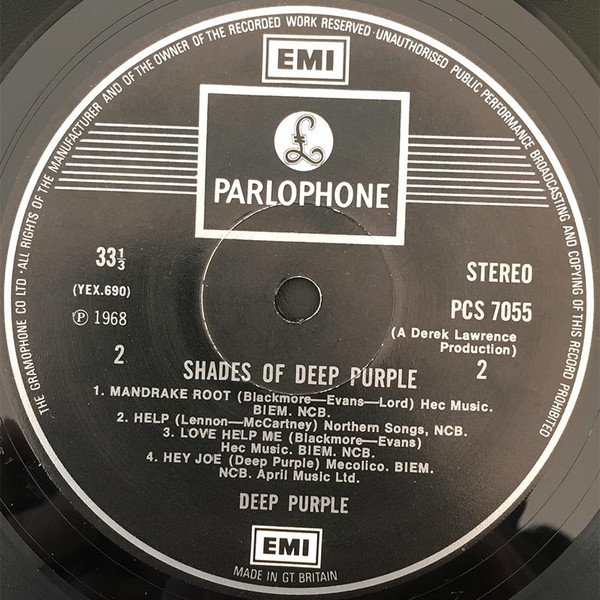 THE GRAMOPHONE CO LTD · ALL RIGHTS OF THE MANUFACTURER AND OF THE OWNER OF THE RECORDED WORK RESERVED · UNAUTHORISED PUBLIC PERFORMANCE BROADCASTING AND COPYING OF THIS RECORD PROHIBITED
EMI
£
PARLOPHONE
33⅓
STEREO
(YEX.690)
PCS 7055
Ⓟ 1968
(A Derek Lawrence
Production)
2
2
SHADES OF DEEP PURPLE
1. MANDRAKE ROOT (Blackmore—Evans—Lord) Hec Music.
BIEM. NCB.
2. HELP (Lennon—McCartney) Northern Songs, NCB.
3. LOVE HELP ME (Blackmore—Evans)
Hec Music. BIEM. NCB.
4. HEY JOE (Deep Purple) Mecolico. BIEM.
NCB. April Music Ltd.
DEEP PURPLE
EMI
MADE IN GT. BRITAIN